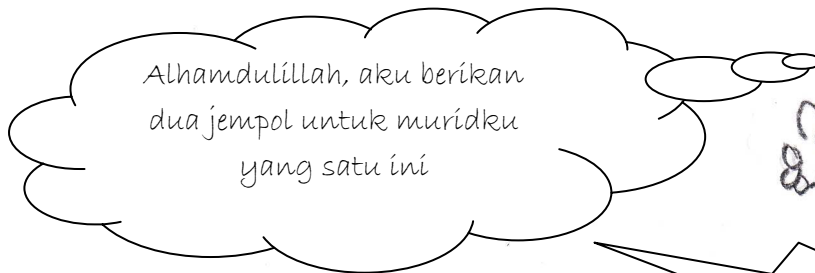 Alhamdulillah, aku berikan
dua jempol untuk muridku
yang satu ini